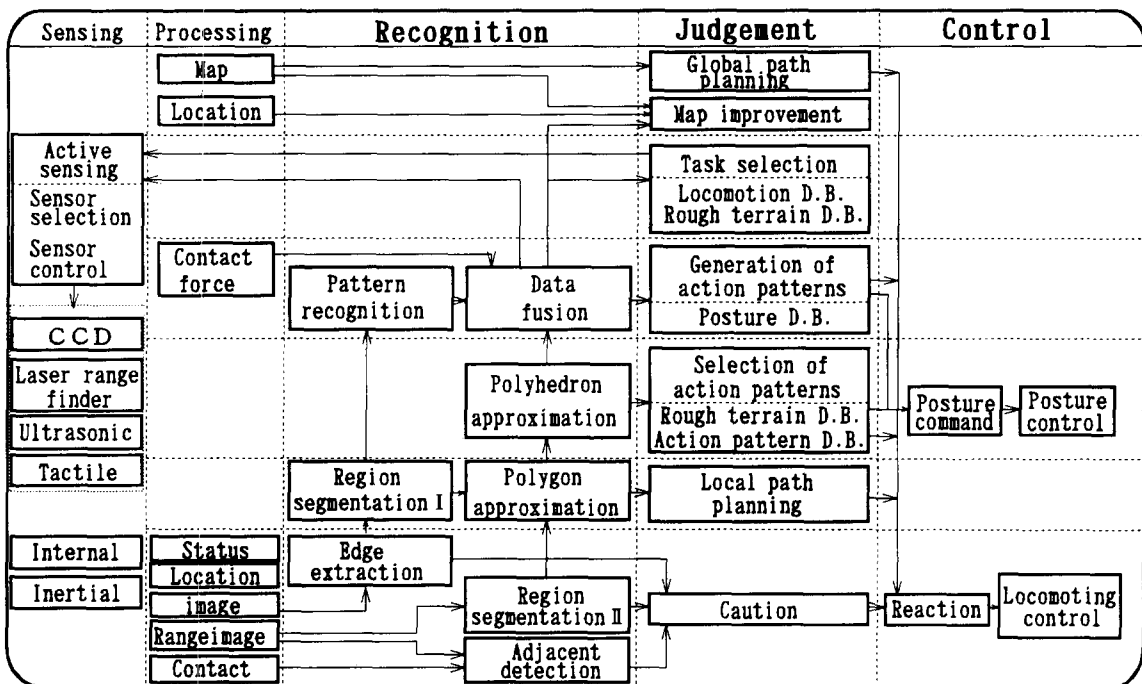 Sensing
Processing
Recognition
Judgement
Control
Map
Location
Global path
planning
Map improvement
Active
sensing
Sensor
selection
Sensor
control
Task selection
Locomotion D.B.
Rough terrain D.B.
Contact
force
Pattern
recognition
Data
fusion
Generation of
action patterns
Posture D.B.
CCD
Laser range
finder
Ultrasonic
Tactile
Polyhedron
approximation
Selection of
action patterns
Rough terrain D.B.
Action pattern D.B.
Posture
command
Posture
control
Region
segmentation I
Polygon
approximation
Local path
planning
Internal
Inertial
Status
Location
image
Rangeimage
Contact
Edge
extraction
Region
segmentation II
Adjacent
detection
Caution
Reaction
Locomoting
control